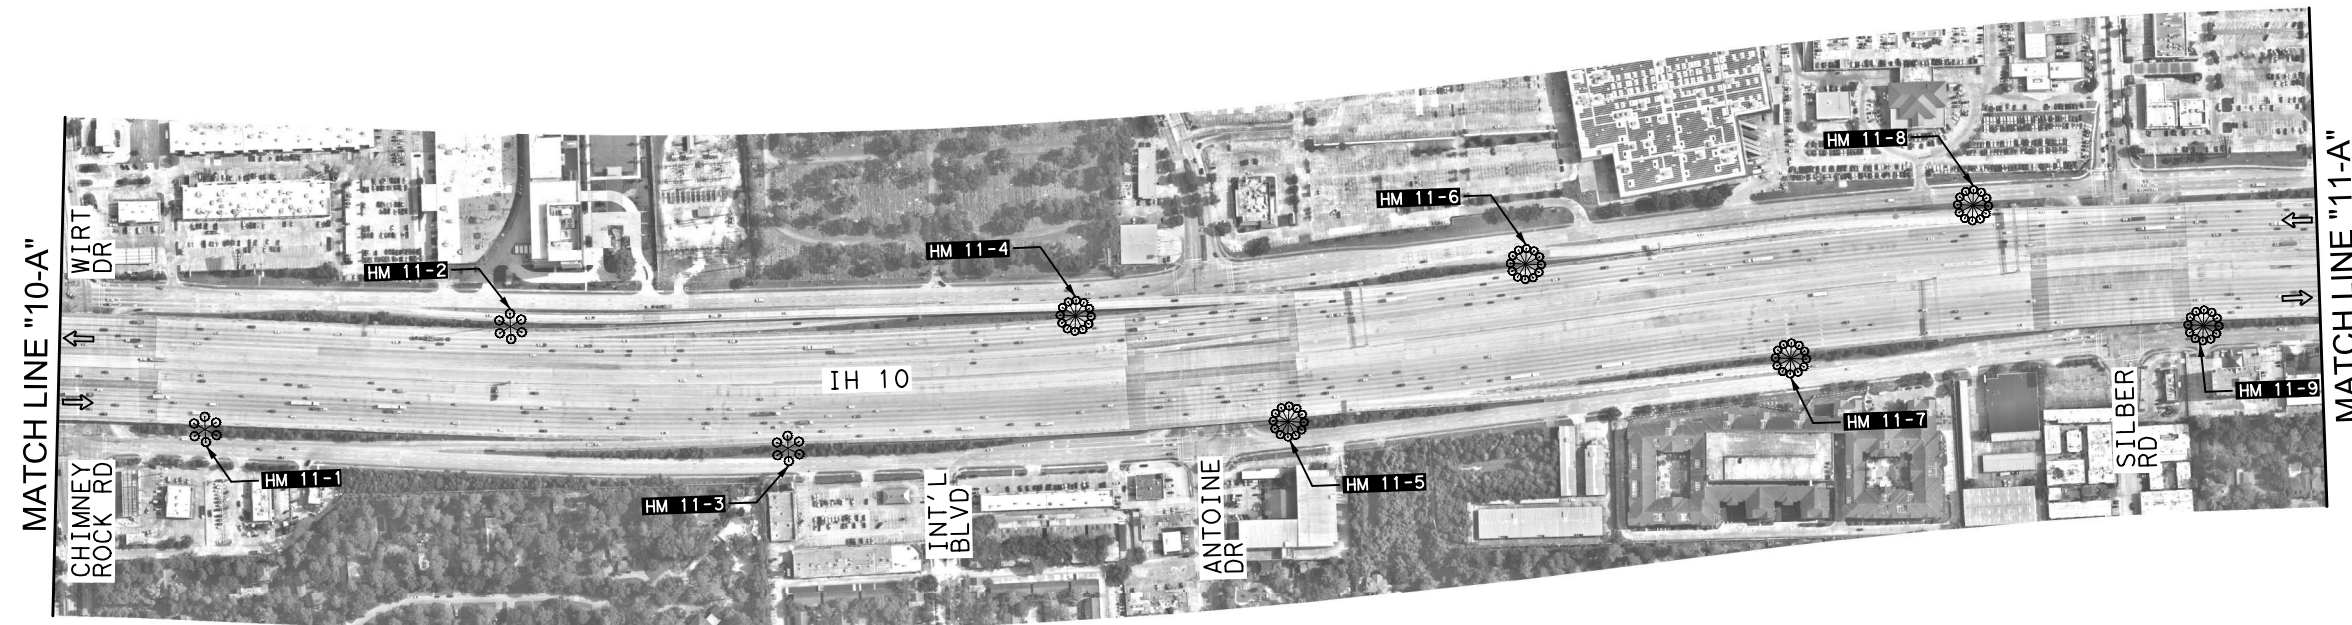 MATCH LINE "10-A"
WIRT
DR
CHIMNEY
ROCK RD
HM 11-1
HM 11-2
HM 11-3
HM 11-4
IH 10
INT'L
BLVD
ANTOINE
DR
HM 11-5
HM 11-6
HM 11-7
HM 11-8
SILBER
RD
HM 11-9
MATCH LINE "11-A"